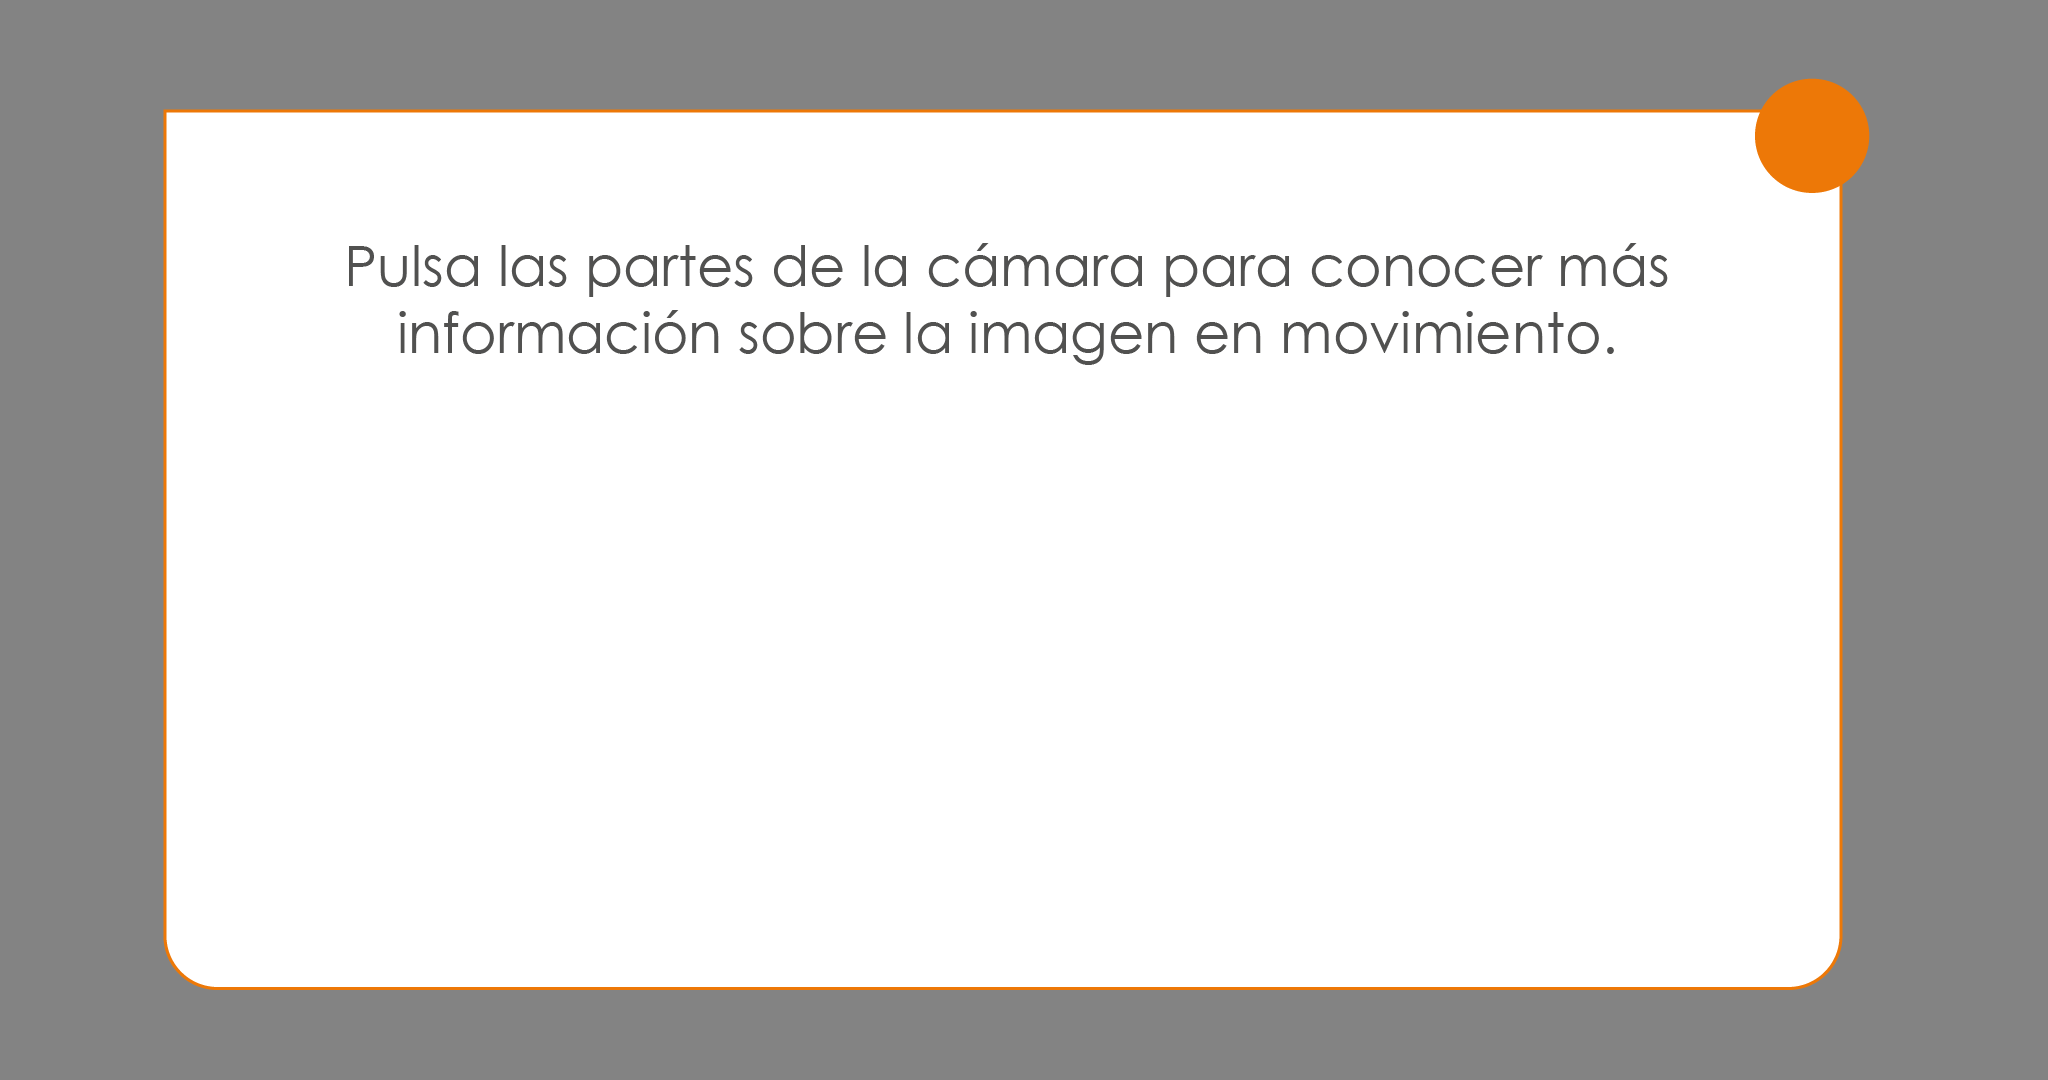 Pulsa las partes de la cámara para conocer más
información sobre la imagen en movimiento.